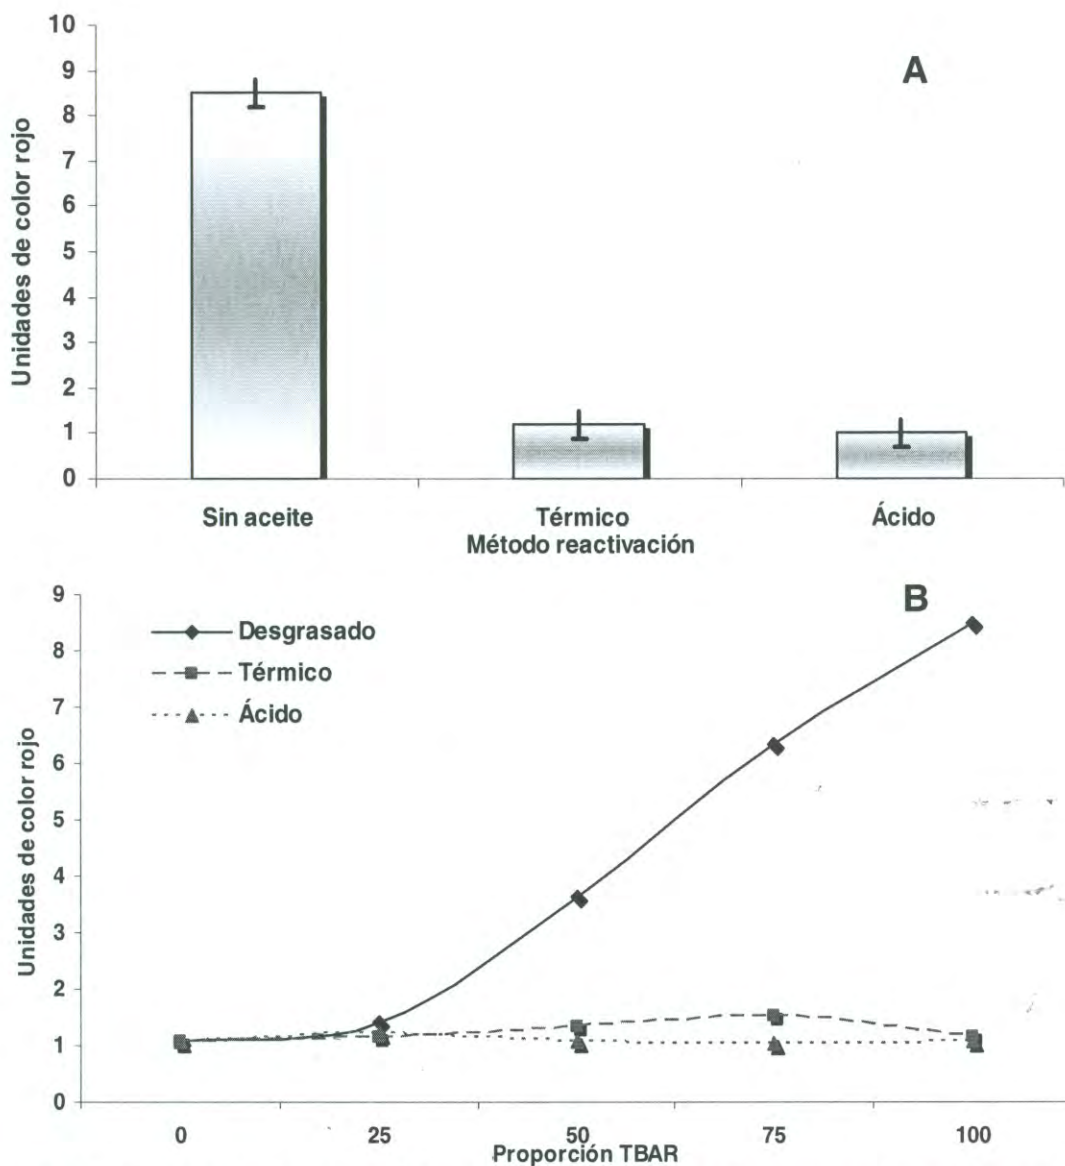 A
Unidades de color rojo
10
9
8
7
6
5
4
3
2
1
0
Sin aceite
Térmico
Ácido
Método reactivación
B
Unidades de color rojo
9
8
7
6
5
4
3
2
1
0
Desgrasado
Térmico
Ácido
0
25
50
75
100
Proporción TBAR